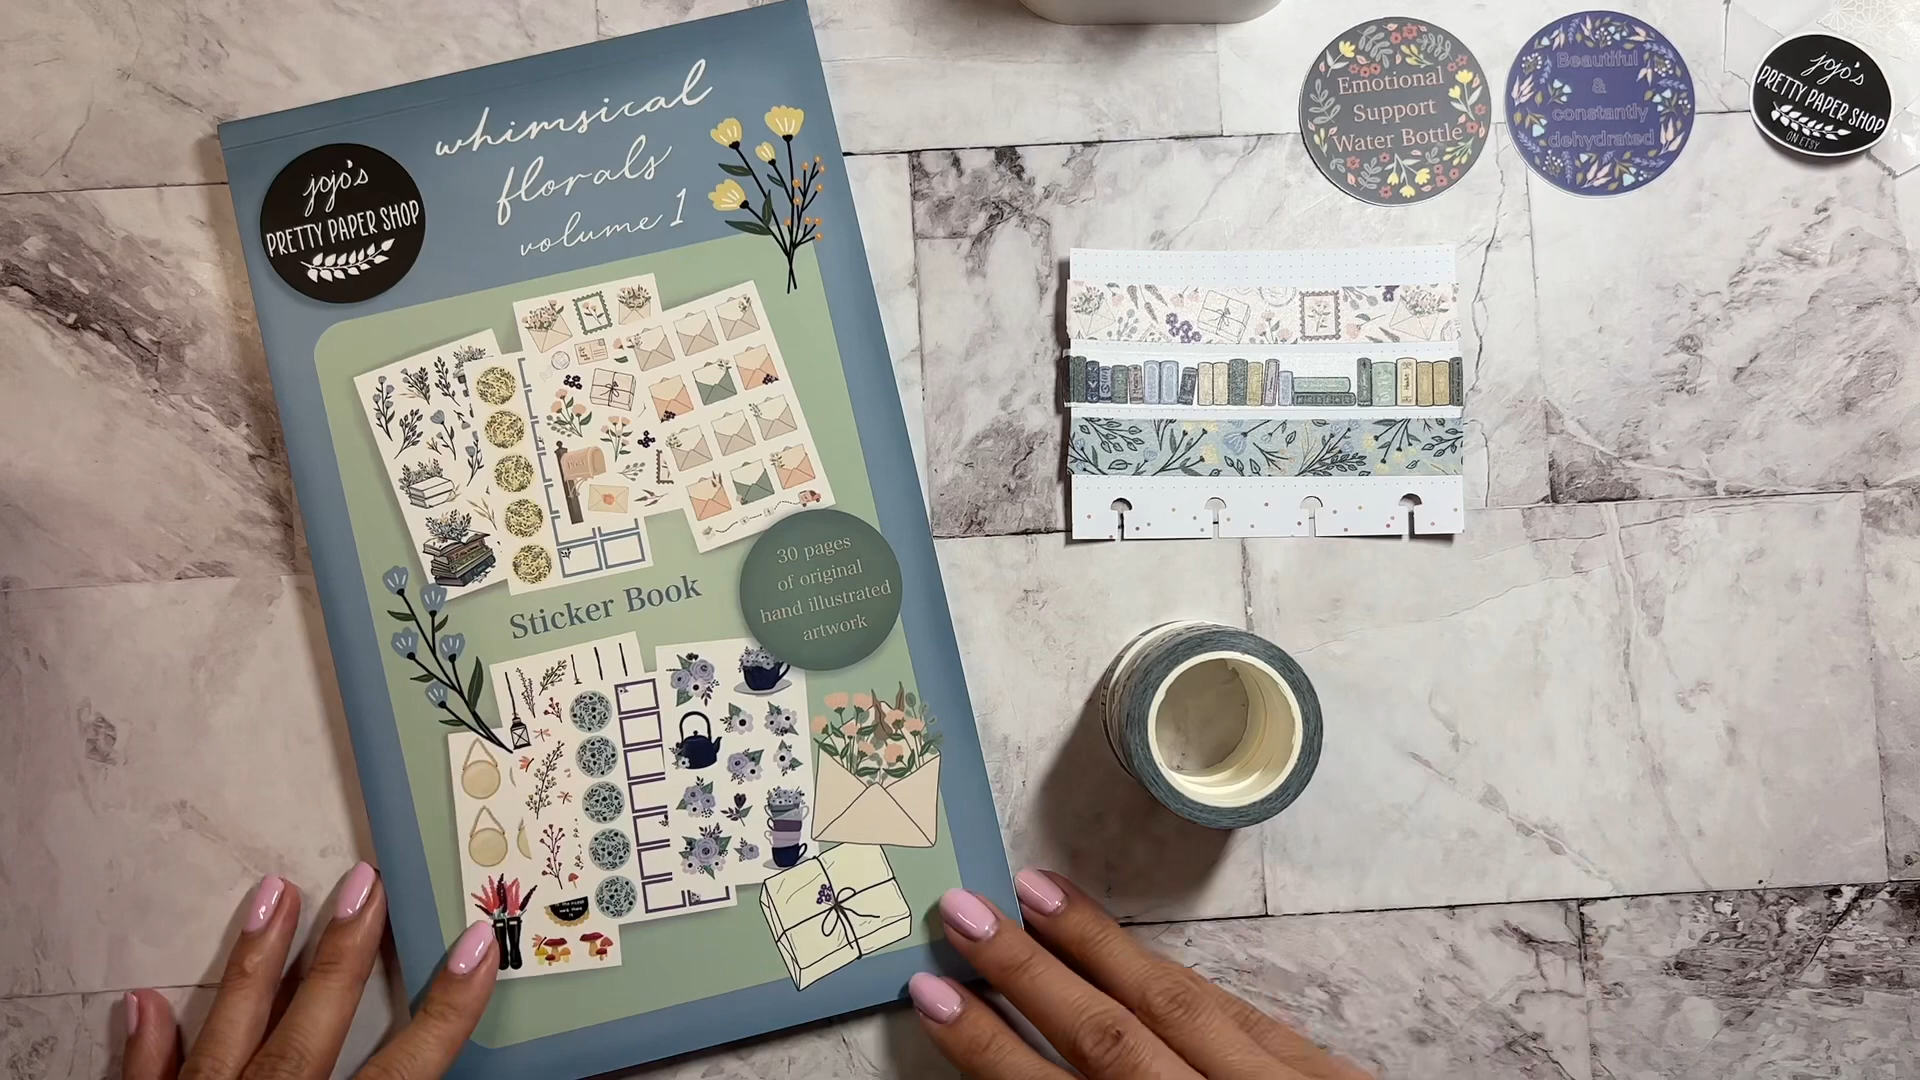 whimsical
florals
volume 1
jojo's
PRETTY PAPER SHOP
Sticker Book
30 pages
of original
hand illustrated
artwork
Emotional
Support
Water Bottle
Beautiful
&
constantly
dehydrated
jojo's
PRETTY PAPER SHOP
ON ETSY